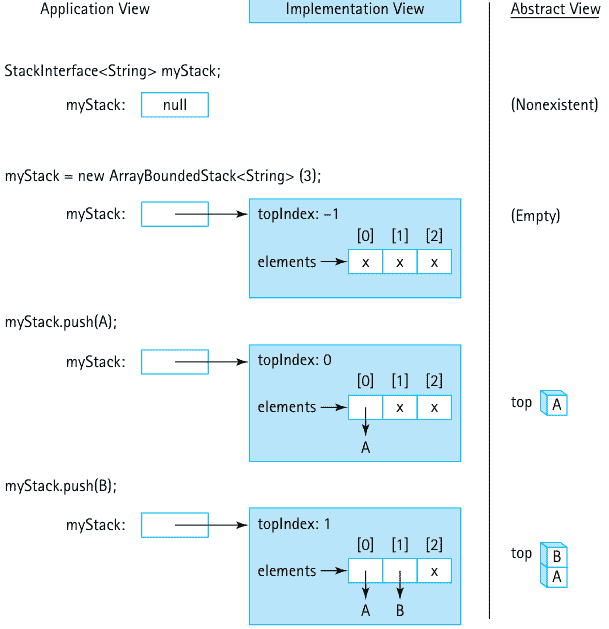 Application View Implementation View Abstract View
StackInterface<String> myStack;
myStack: null (Nonexistent)
myStack = new ArrayBoundedStack<String> (3);
myStack: topIndex: –1 (Empty)
[0] [1] [2]
elements x x x
myStack.push(A);
myStack: topIndex: 0
[0] [1] [2]
elements x x top A
A
myStack.push(B);
myStack: topIndex: 1
[0] [1] [2]
top B
elements x A
A B